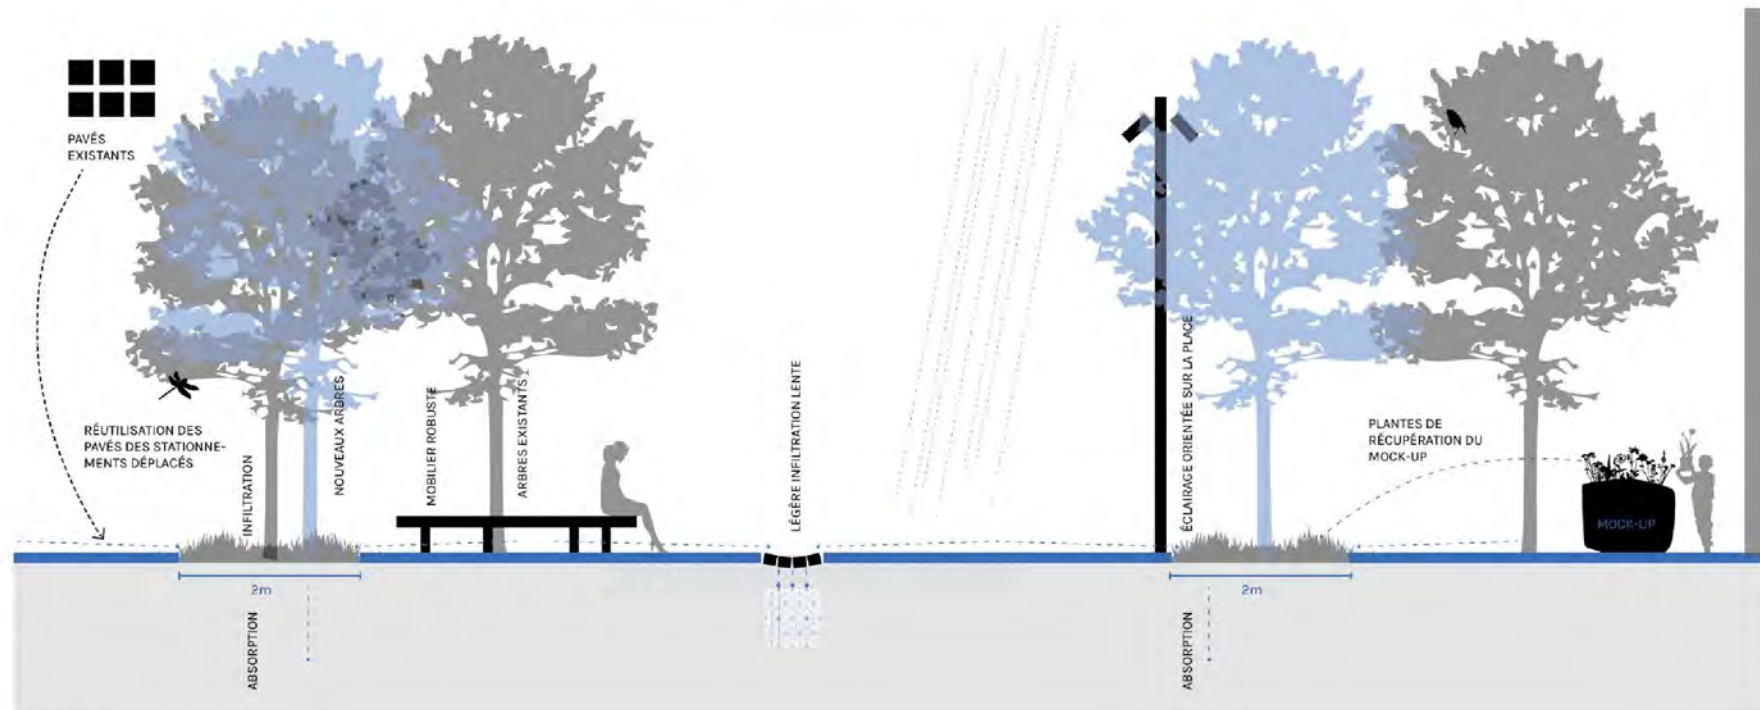 PAVÉS
EXISTANTS
RÉUTILISATION DES
PAVÉS DES STATIONNE-
MENTS DÉPLACÉS
INFILTRATION
NOUVEAUX ARBRES
MOBILIER ROBUSTE
ARBRES EXISTANTS
LÉGÈRE INFILTRATION LENTE
ÉCLAIRAGE ORIENTÉE SUR LA PLACE
PLANTES DE
RÉCUPÉRATION DU
MOCK-UP
MOCK-UP
2m
2m
ABSORPTION
ABSORPTION